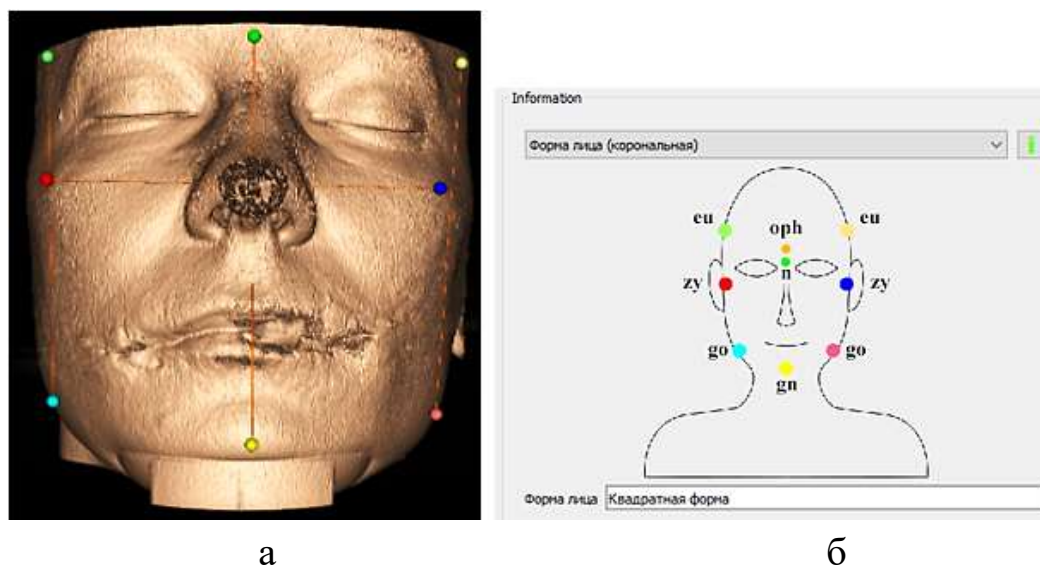 Information
Форма лица (корональная)
eu eu
oph
n
zy zy
go go
gn
Форма лица Квадратная форма
а б